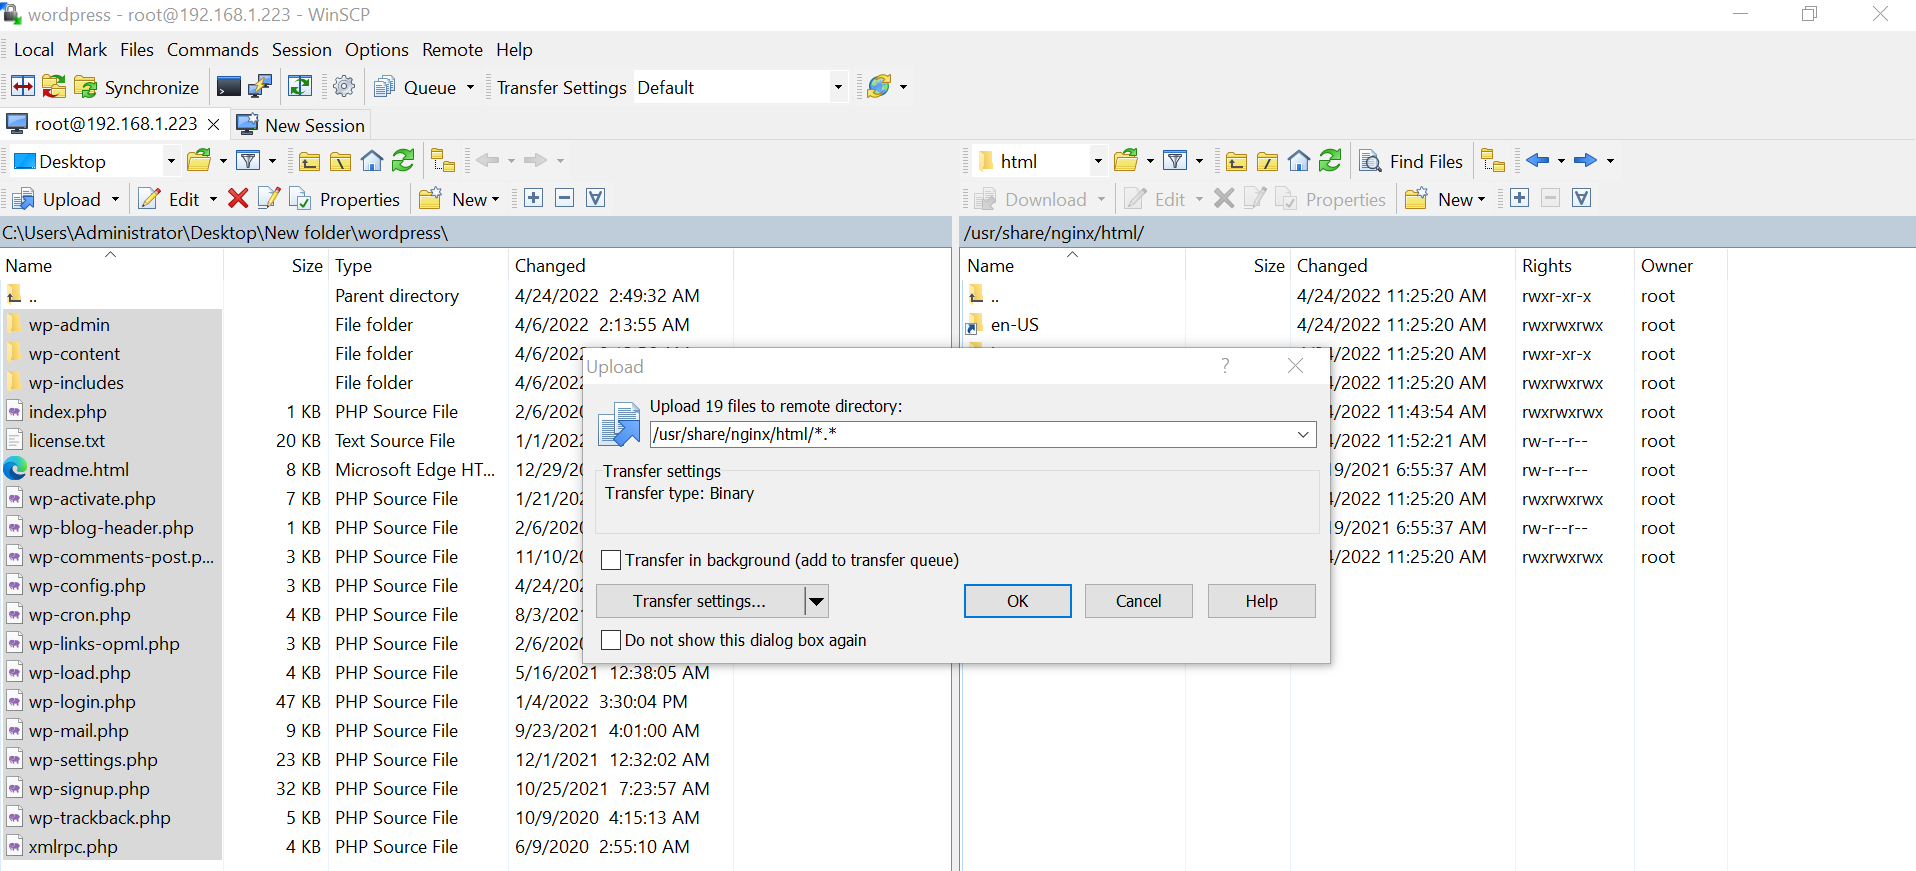 wordpress - root@192.168.1.223 - WinSCP
Local Mark Files Commands Session Options Remote Help
Synchronize Queue Transfer Settings Default
root@192.168.1.223 New Session
Desktop html Find Files
Upload Edit Properties New Download Edit Properties New
C:\Users\Administrator\Desktop\New folder\wordpress\ /usr/share/nginx/html/
Name Size Type Changed Name Size Changed Rights Owner
.. Parent directory 4/24/2022 2:49:32 AM .. 4/24/2022 11:25:20 AM rwxr-xr-x root
wp-admin File folder 4/6/2022 2:13:55 AM en-US 4/24/2022 11:25:20 AM rwxrwxrwx root
wp-content File folder 4/6/202 /2022 11:25:20 AM rwxr-xr-x root
Upload ?
wp-includes File folder 4/6/202 /2022 11:25:20 AM rwxrwxrwx root
Upload 19 files to remote directory:
index.php 1 KB PHP Source File 2/6/202 4/2022 11:43:54 AM rwxrwxrwx root
/usr/share/nginx/html/*.*
license.txt 20 KB Text Source File 1/1/202 4/2022 11:52:21 AM rw-r--r-- root
readme.html 8 KB Microsoft Edge HT... 12/29/20 9/2021 6:55:37 AM rw-r--r-- root
Transfer settings
Transfer type: Binary
wp-activate.php 7 KB PHP Source File 1/21/20 4/2022 11:25:20 AM rwxrwxrwx root
wp-blog-header.php 1 KB PHP Source File 2/6/202 9/2021 6:55:37 AM rw-r--r-- root
wp-comments-post.p... 3 KB PHP Source File 11/10/20 /2022 11:25:20 AM rwxrwxrwx root
Transfer in background (add to transfer queue)
wp-config.php 3 KB PHP Source File 4/24/20
Transfer settings... OK Cancel Help
wp-cron.php 4 KB PHP Source File 8/3/202
wp-links-opml.php 3 KB PHP Source File 2/6/202
Do not show this dialog box again
wp-load.php 4 KB PHP Source File 5/16/2021 12:38:05 AM
wp-login.php 47 KB PHP Source File 1/4/2022 3:30:04 PM
wp-mail.php 9 KB PHP Source File 9/23/2021 4:01:00 AM
wp-settings.php 23 KB PHP Source File 12/1/2021 12:32:02 AM
wp-signup.php 32 KB PHP Source File 10/25/2021 7:23:57 AM
wp-trackback.php 5 KB PHP Source File 10/9/2020 4:15:13 AM
xmlrpc.php 4 KB PHP Source File 6/9/2020 2:55:10 AM